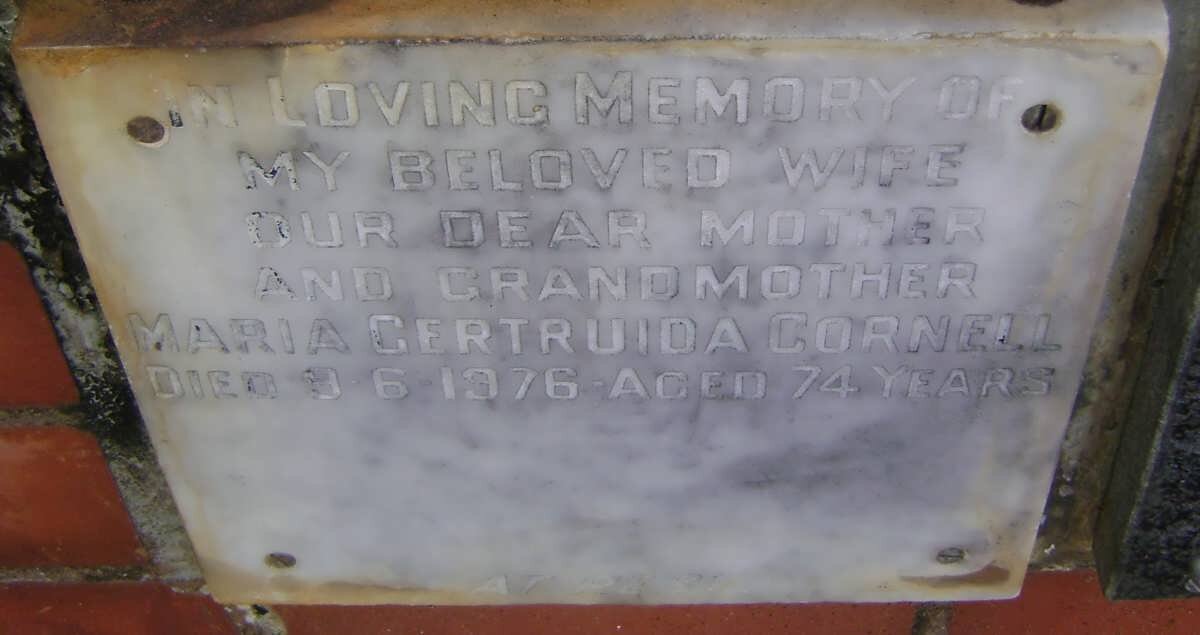 IN LOVING MEMORY OF
MY BELOVED WIFE
OUR DEAR MOTHER
AND GRANDMOTHER
MARIA GERTRUIDA CORNELL
DIED 9 6 1976 - AGED 74 YEARS